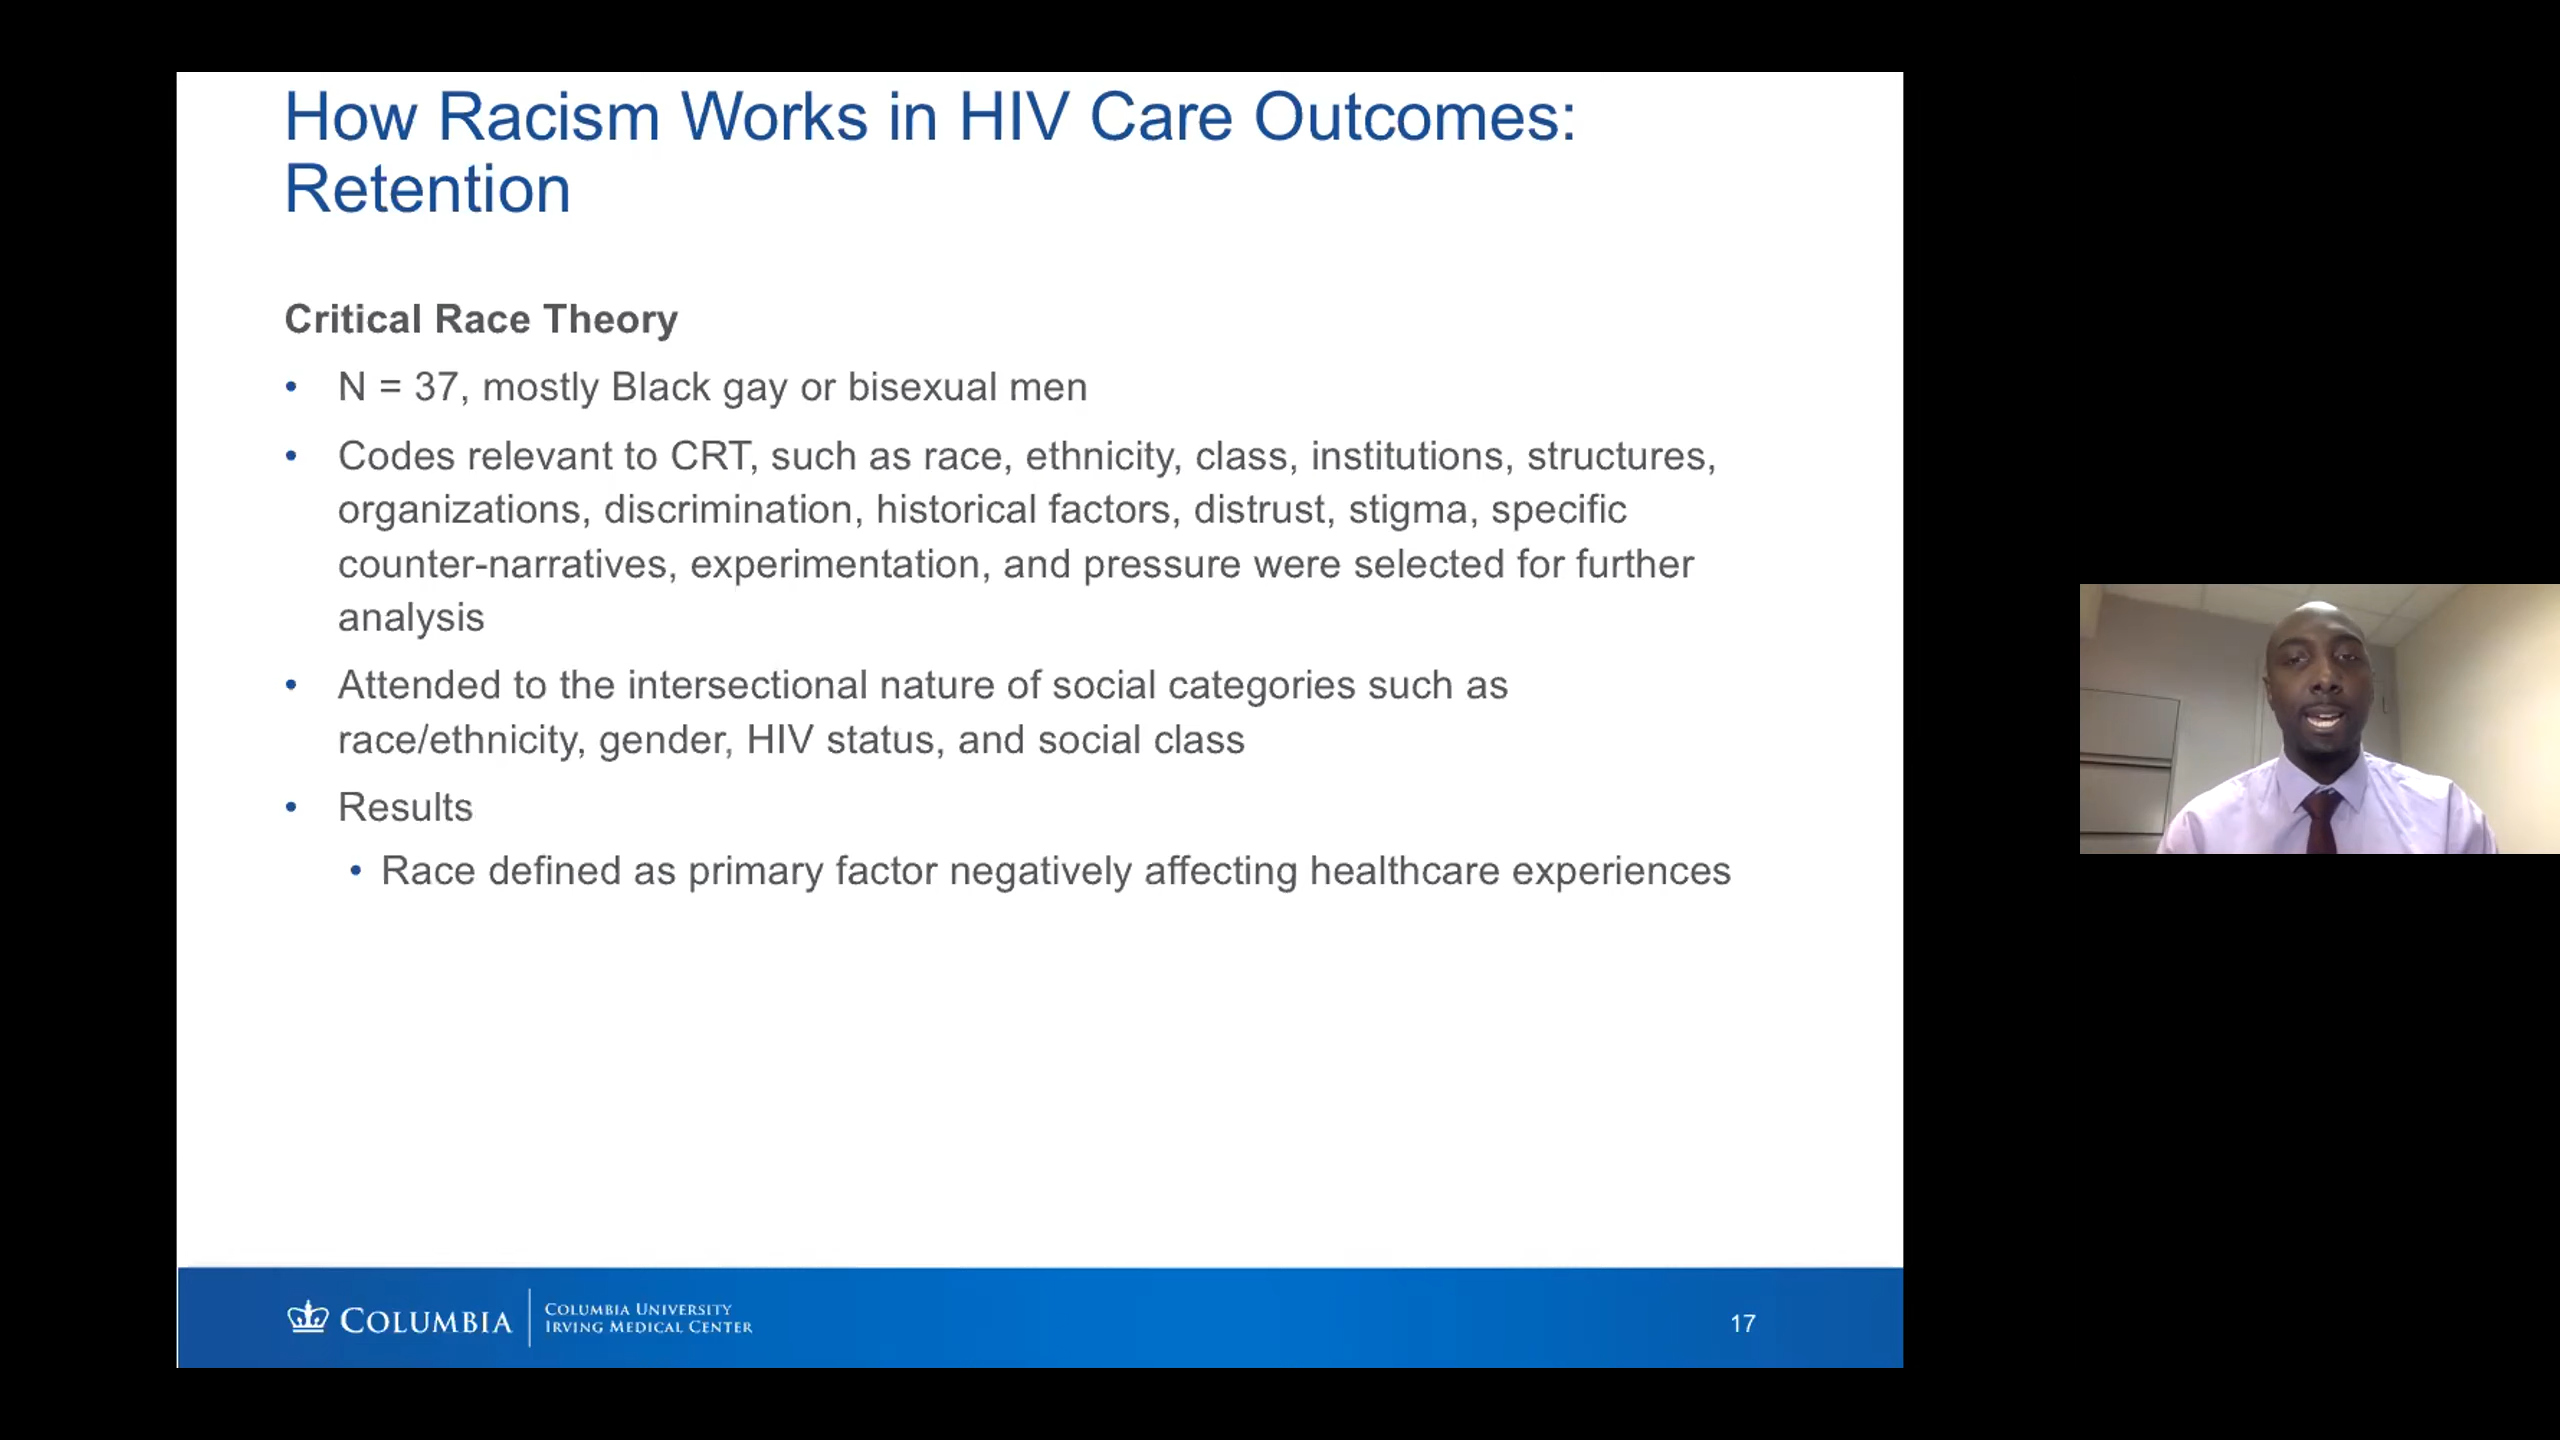 How Racism Works in HIV Care Outcomes:
Retention
Critical Race Theory
• N = 37, mostly Black gay or bisexual men
• Codes relevant to CRT, such as race, ethnicity, class, institutions, structures,
organizations, discrimination, historical factors, distrust, stigma, specific
counter-narratives, experimentation, and pressure were selected for further
analysis
• Attended to the intersectional nature of social categories such as
race/ethnicity, gender, HIV status, and social class
• Results
• Race defined as primary factor negatively affecting healthcare experiences
COLUMBIA
COLUMBIA UNIVERSITY
IRVING MEDICAL CENTER
17